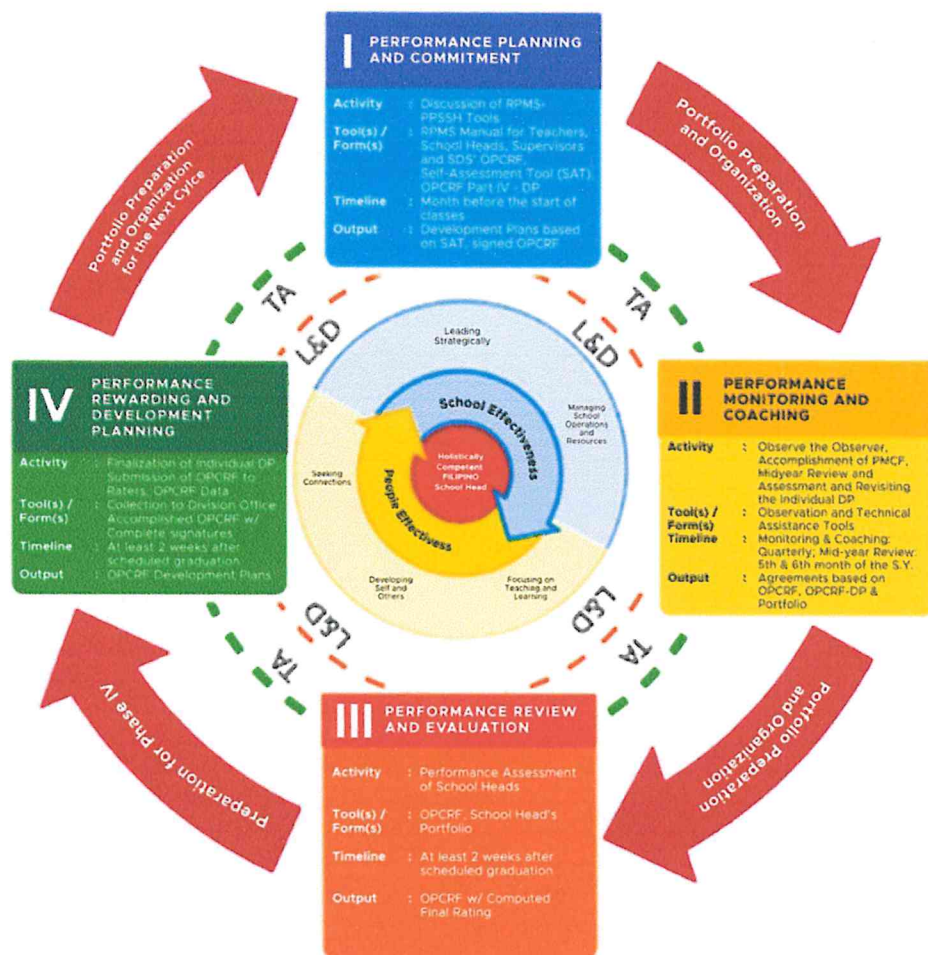 I PERFORMANCE PLANNING
AND COMMITMENT
Activity : Discussion of RPMS-
PPSSH Tools
Tool(s) / : RPMS Manual for Teachers,
Form(s) School Heads, Supervisors
and SDS' OPCRF,
Self-Assessment Tool (SAT)
OPCRF Part IV - DP
Timeline : Month before the start of
classes
Output : Development Plans based
on SAT, signed OPCRF
Portfolio Preparation
and Organization
II PERFORMANCE
MONITORING AND
COACHING
Activity : Observe the Observer,
Accomplishment of PMCF,
Midyear Review and
Assessment and Revisiting
the Individual DP
Tool(s) / : Observation and Technical
Form(s) Assistance Tools
Timeline : Monitoring & Coaching:
Quarterly; Mid-year Review:
5th & 6th month of the S.Y.
Output : Agreements based on
OPCRF, OPCRF-DP &
Portfolio
Portfolio Preparation
and Organization
III PERFORMANCE REVIEW
AND EVALUATION
Activity : Performance Assessment
of School Heads
Tool(s) / : OPCRF, School Head's
Form(s) Portfolio
Timeline : At least 2 weeks after
scheduled graduation
Output : OPCRF w/ Computed
Final Rating
Preparation for Phase IV
IV PERFORMANCE
REWARDING AND
DEVELOPMENT
PLANNING
Activity : Finalization of Individual DP
Submission of OPCRF to
Raters, OPCRF Data
Tool(s) / : Collection to Division Office
Form(s) Accomplished OPCRF w/
Complete signatures
Timeline : At least 2 weeks after
scheduled graduation
Output : OPCRF Development Plans
Portfolio Preparation
and Organization
for the Next Cylce
TA
L&D
TA
L&D
TA
L&D
TA
L&D
Leading
Strategically
Managing
School
Operations
and
Resources
Focusing on
Teaching and
Learning
Developing
Self and
Others
Seeking
Connections
School Effectiveness
People Effectivess
Holistically
Competent
FILIPINO
School Head